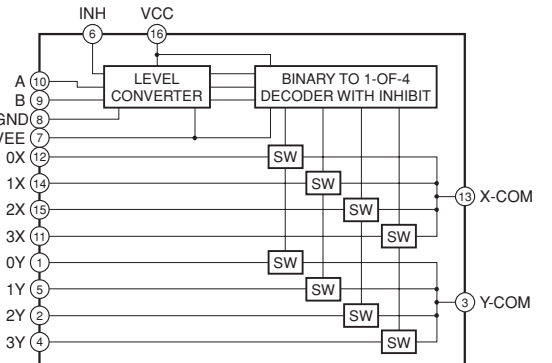 INH VCC
6 16
LEVEL CONVERTER
BINARY TO 1-OF-4 DECODER WITH INHIBIT
A 10
B 9
GND 8
VEE 7
0X 12
SW
1X 14
SW
13 X-COM
2X 15
SW
3X 11
SW
0Y 1
SW
1Y 5
SW
3 Y-COM
2Y 2
SW
3Y 4
SW